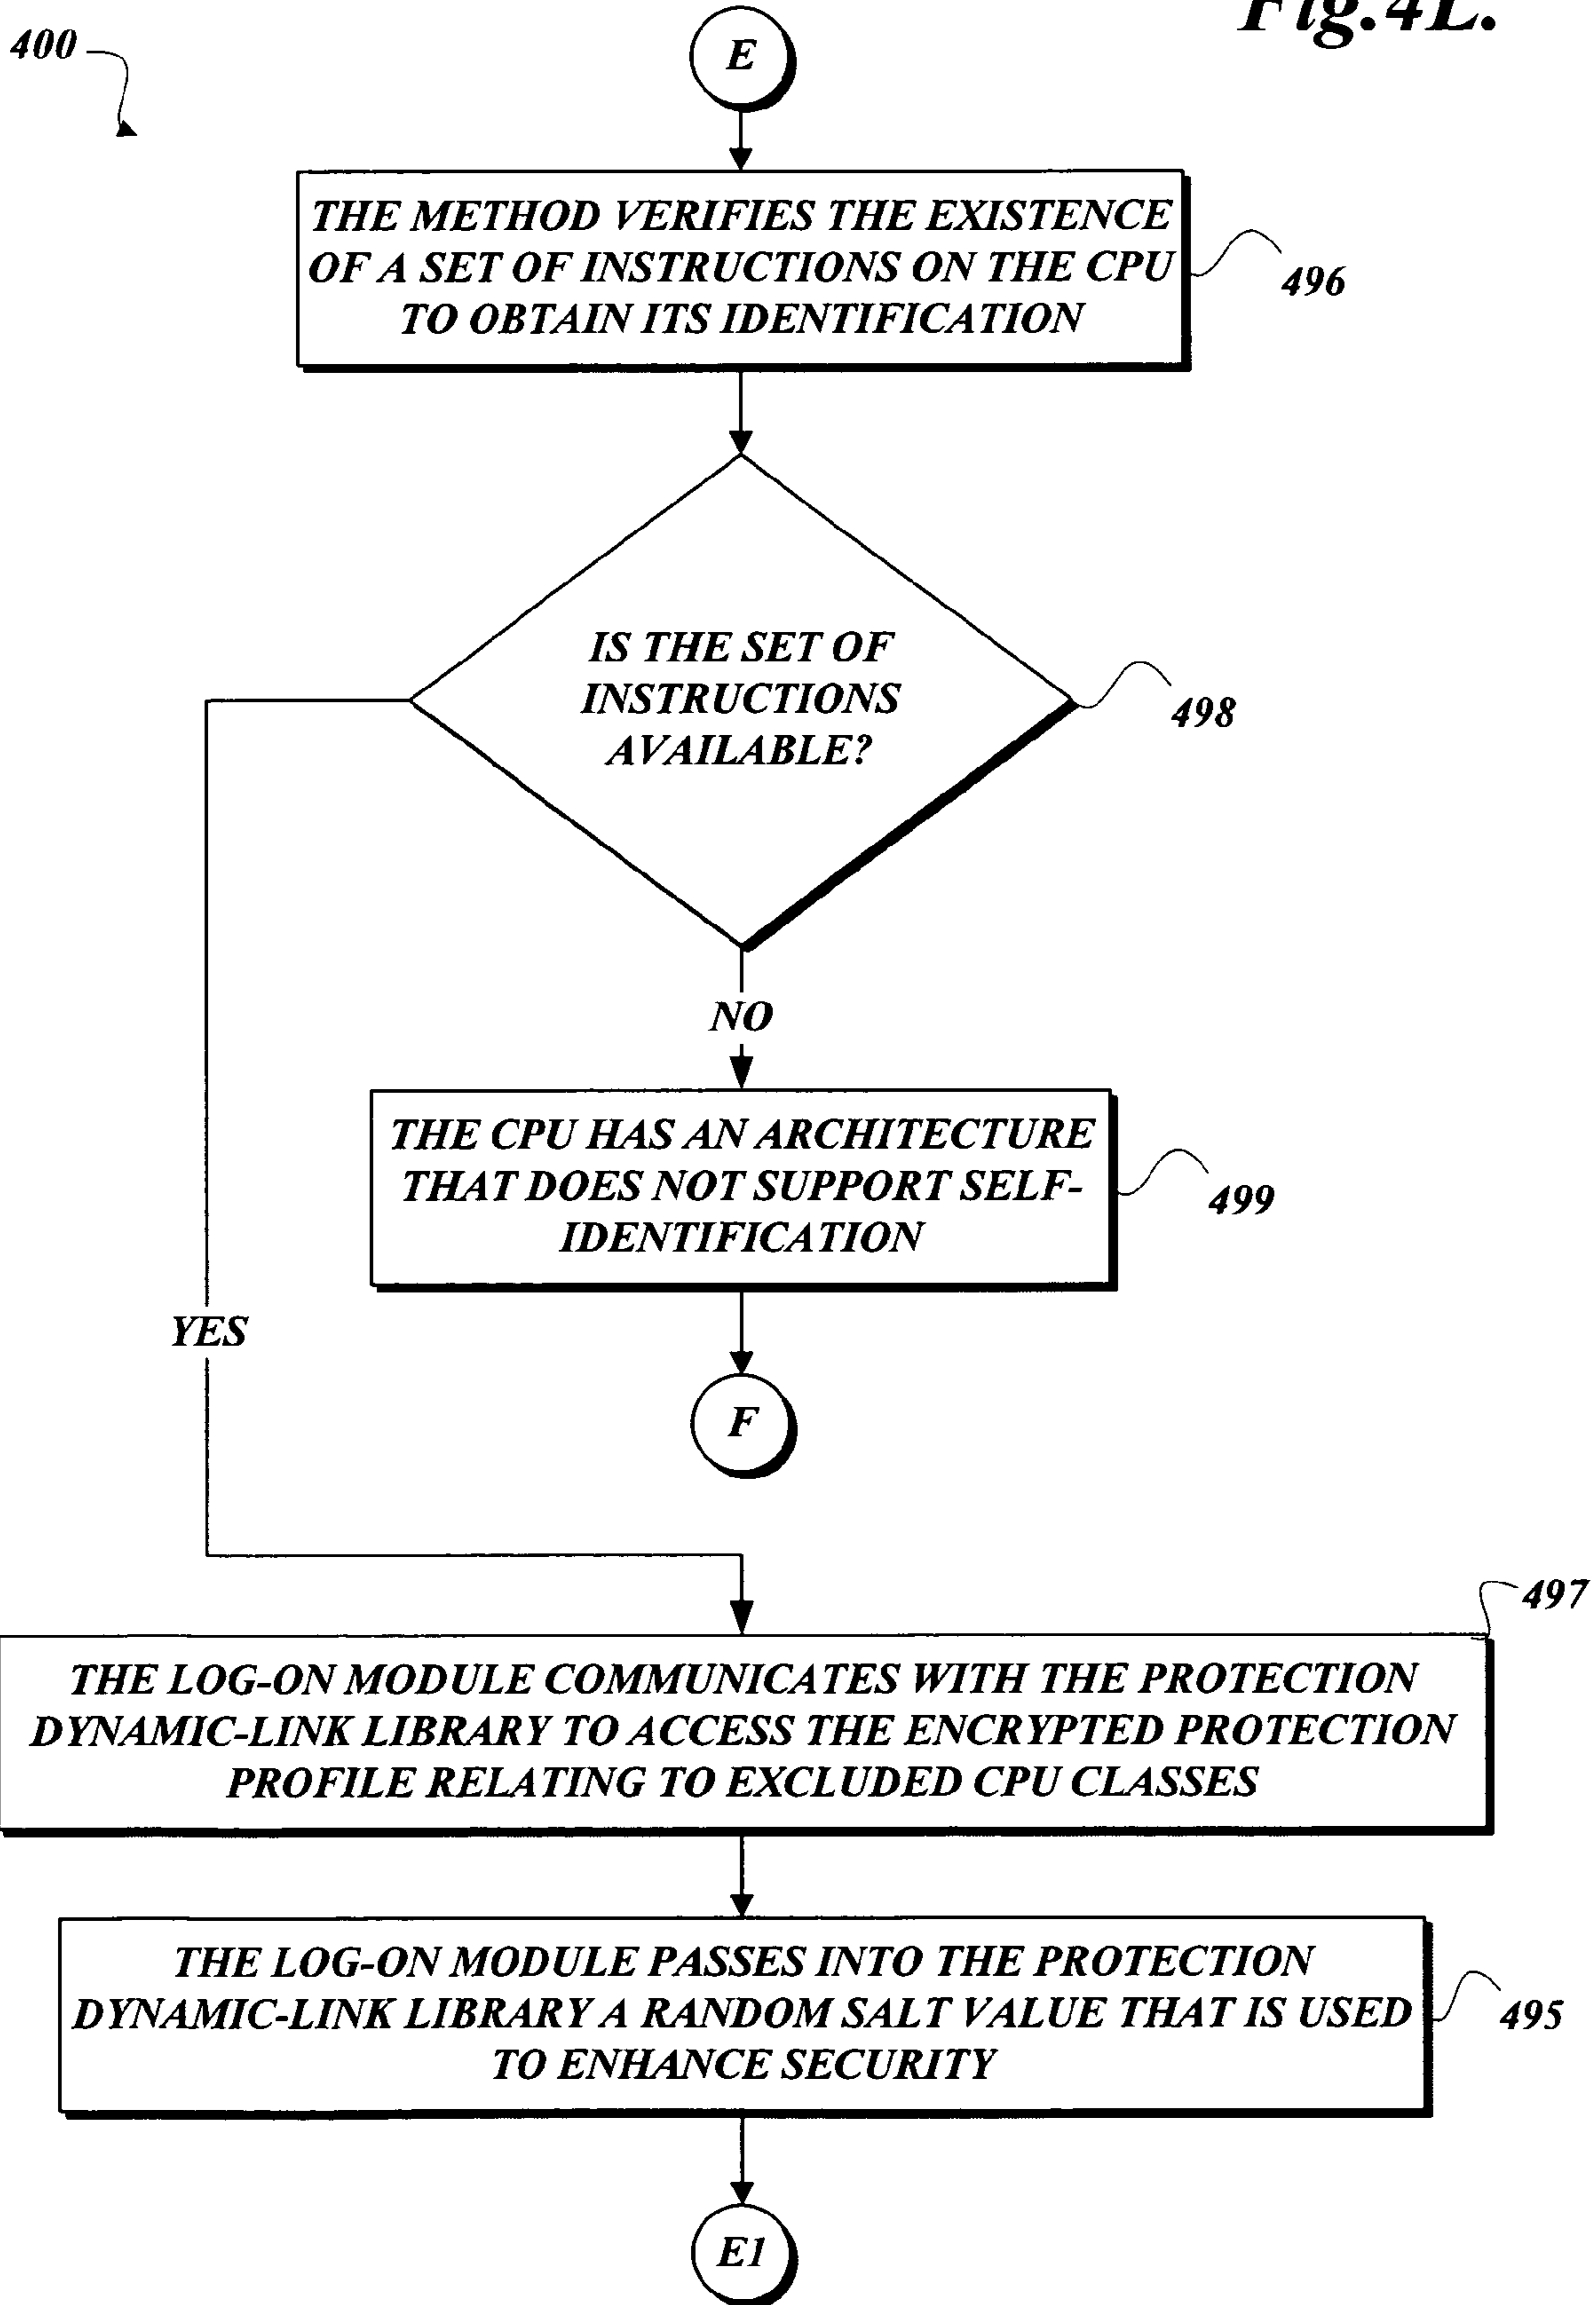 Fig.4L.
400
E
THE METHOD VERIFIES THE EXISTENCE
OF A SET OF INSTRUCTIONS ON THE CPU
TO OBTAIN ITS IDENTIFICATION
496
IS THE SET OF
INSTRUCTIONS
AVAILABLE?
498
NO
THE CPU HAS AN ARCHITECTURE
THAT DOES NOT SUPPORT SELF-
IDENTIFICATION
499
YES
F
497
THE LOG-ON MODULE COMMUNICATES WITH THE PROTECTION
DYNAMIC-LINK LIBRARY TO ACCESS THE ENCRYPTED PROTECTION
PROFILE RELATING TO EXCLUDED CPU CLASSES
THE LOG-ON MODULE PASSES INTO THE PROTECTION
DYNAMIC-LINK LIBRARY A RANDOM SALT VALUE THAT IS USED
TO ENHANCE SECURITY
495
E1